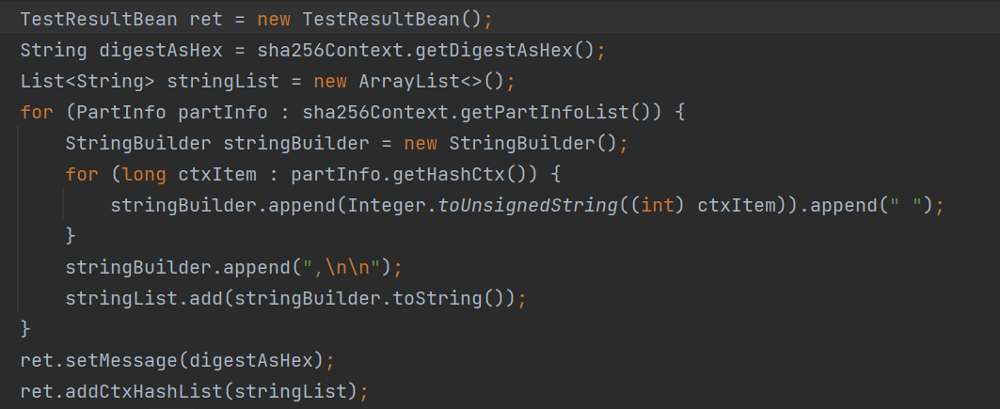 TestResultBean ret = new TestResultBean();
String digestAsHex = sha256Context.getDigestAsHex();
List<String> stringList = new ArrayList<>();
for (PartInfo partInfo : sha256Context.getPartInfoList()) {
    StringBuilder stringBuilder = new StringBuilder();
    for (long ctxItem : partInfo.getHashCtx()) {
        stringBuilder.append(Integer.toUnsignedString((int) ctxItem)).append(" ");
    }
    stringBuilder.append(",\n\n");
    stringList.add(stringBuilder.toString());
}
ret.setMessage(digestAsHex);
ret.addCtxHashList(stringList);